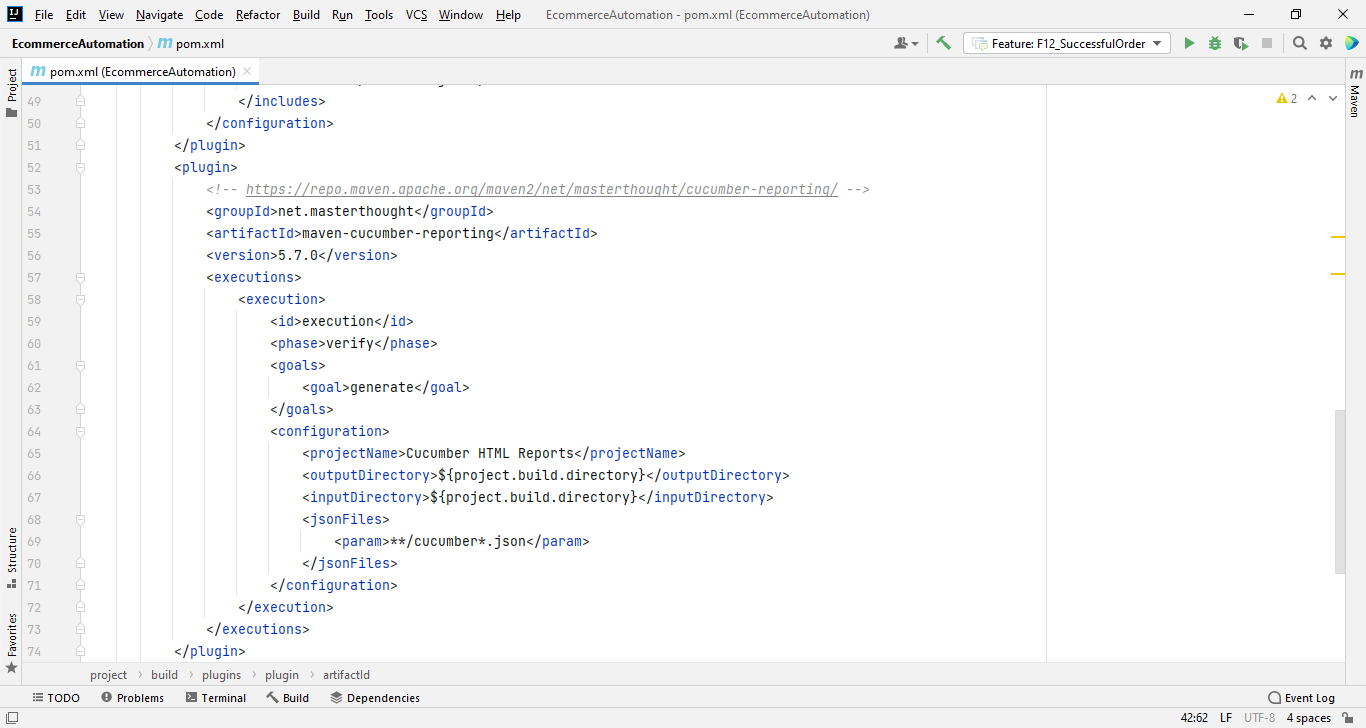 File Edit View Navigate Code Refactor Build Run Tools VCS Window Help EcommerceAutomation - pom.xml (EcommerceAutomation)
EcommerceAutomation m pom.xml Feature: F12_SuccessfulOrder
m pom.xml (EcommerceAutomation)
Project
Structure
Favorites
m Maven
2
49 </includes>
50 </configuration>
51 </plugin>
52 <plugin>
53 <!-- https://repo.maven.apache.org/maven2/net/masterthought/cucumber-reporting/ -->
54 <groupId>net.masterthought</groupId>
55 <artifactId>maven-cucumber-reporting</artifactId>
56 <version>5.7.0</version>
57 <executions>
58 <execution>
59 <id>execution</id>
60 <phase>verify</phase>
61 <goals>
62 <goal>generate</goal>
63 </goals>
64 <configuration>
65 <projectName>Cucumber HTML Reports</projectName>
66 <outputDirectory>${project.build.directory}</outputDirectory>
67 <inputDirectory>${project.build.directory}</inputDirectory>
68 <jsonFiles>
69 <param>**/cucumber*.json</param>
70 </jsonFiles>
71 </configuration>
72 </execution>
73 </executions>
74 </plugin>
project › build › plugins › plugin › artifactId
TODO Problems Terminal Build Dependencies Event Log
42:62 LF UTF-8 4 spaces